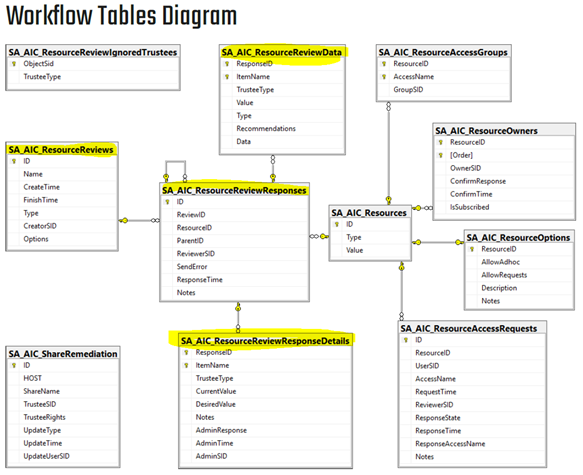 Workflow Tables Diagram
SA_AIC_ResourceReviewIgnoredTrustees
ObjectSid
TrusteeType
SA_AIC_ResourceReviewData
ResponseID
ItemName
TrusteeType
Value
Type
Recommendations
Data
SA_AIC_ResourceAccessGroups
ResourceID
AccessName
GroupSID
SA_AIC_ResourceOwners
ResourceID
[Order]
OwnerSID
ConfirmResponse
ConfirmTime
IsSubscribed
SA_AIC_ResourceReviews
ID
Name
CreateTime
FinishTime
Type
CreatorSID
Options
SA_AIC_ResourceReviewResponses
ID
ReviewID
ResourceID
ParentID
ReviewerSID
SendError
ResponseTime
Notes
SA_AIC_Resources
ID
Type
Value
SA_AIC_ResourceOptions
ResourceID
AllowAdhoc
AllowRequests
Description
Notes
SA_AIC_ShareRemediation
ID
HOST
ShareName
TrusteeSID
TrusteeRights
UpdateType
UpdateTime
UpdateUserSID
SA_AIC_ResourceReviewResponseDetails
ResponseID
ItemName
TrusteeType
CurrentValue
DesiredValue
Notes
AdminResponse
AdminTime
AdminSID
SA_AIC_ResourceAccessRequests
ID
ResourceID
UserSID
AccessName
RequestTime
ReviewerSID
ResponseState
ResponseTime
ResponseAccessName
Notes